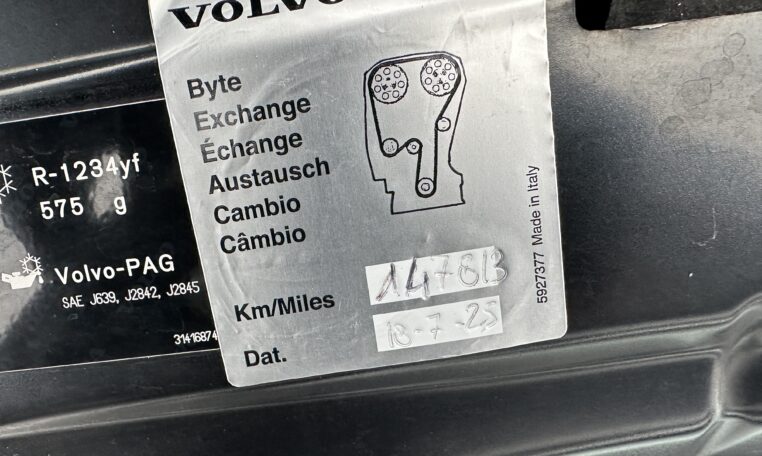 VOLVO
Byte
Exchange
Échange
Austausch
Cambio
Câmbio
Km/Miles 147813
Dat. 18-7-25
5927377 Made in Italy
R-1234yf
575 g
Volvo-PAG
SAE J639, J2842, J2845
31416874